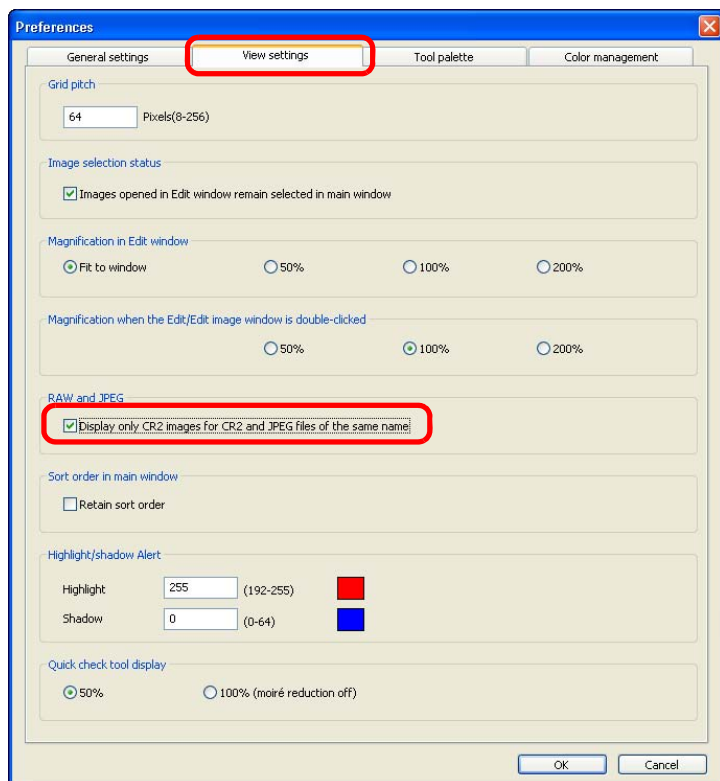 Preferences
General settings View settings Tool palette Color management
Grid pitch
64 Pixels(8-256)
Image selection status
Images opened in Edit window remain selected in main window
Magnification in Edit window
Fit to window 50% 100% 200%
Magnification when the Edit/Edit image window is double-clicked
50% 100% 200%
RAW and JPEG
Display only CR2 images for CR2 and JPEG files of the same name
Sort order in main window
Retain sort order
Highlight/shadow Alert
Highlight 255 (192-255)
Shadow 0 (0-64)
Quick check tool display
50% 100% (moiré reduction off)
OK Cancel